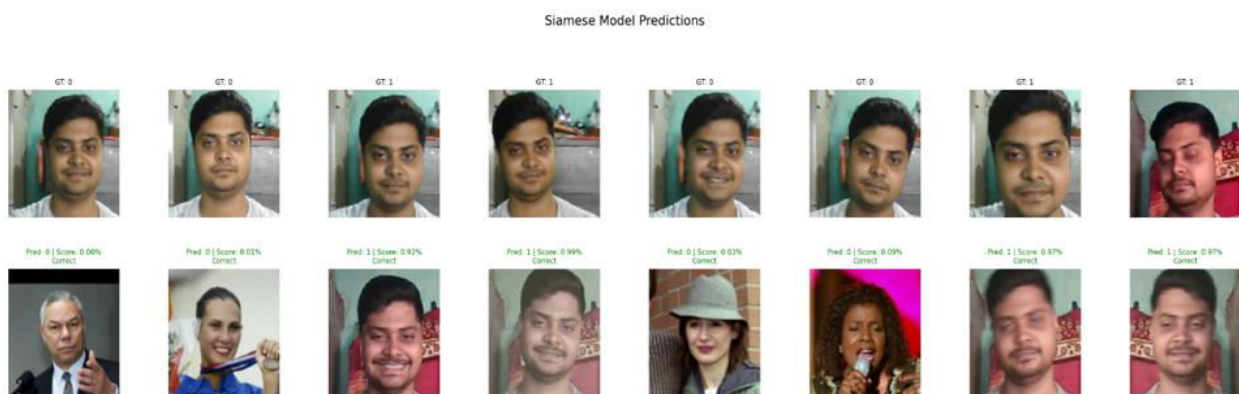 Siamese Model Predictions
GT: 0
GT: 0
GT: 1
GT: 1
GT: 0
GT: 0
GT: 1
GT: 1
Pred: 0 | Score:
Correct
Pred: 0 | Score: 0.01%
Correct
Pred: 1 | Score: 0.92%
Correct
Pred: 1 | Score: 0.99%
Correct
Pred: 0 | Score: 0.03%
Correct
Pred: 0 | Score: 0.09%
Correct
Pred: 1 | Score: 0.97%
Correct
Pred: 1 | Score: 0.97%
Correct